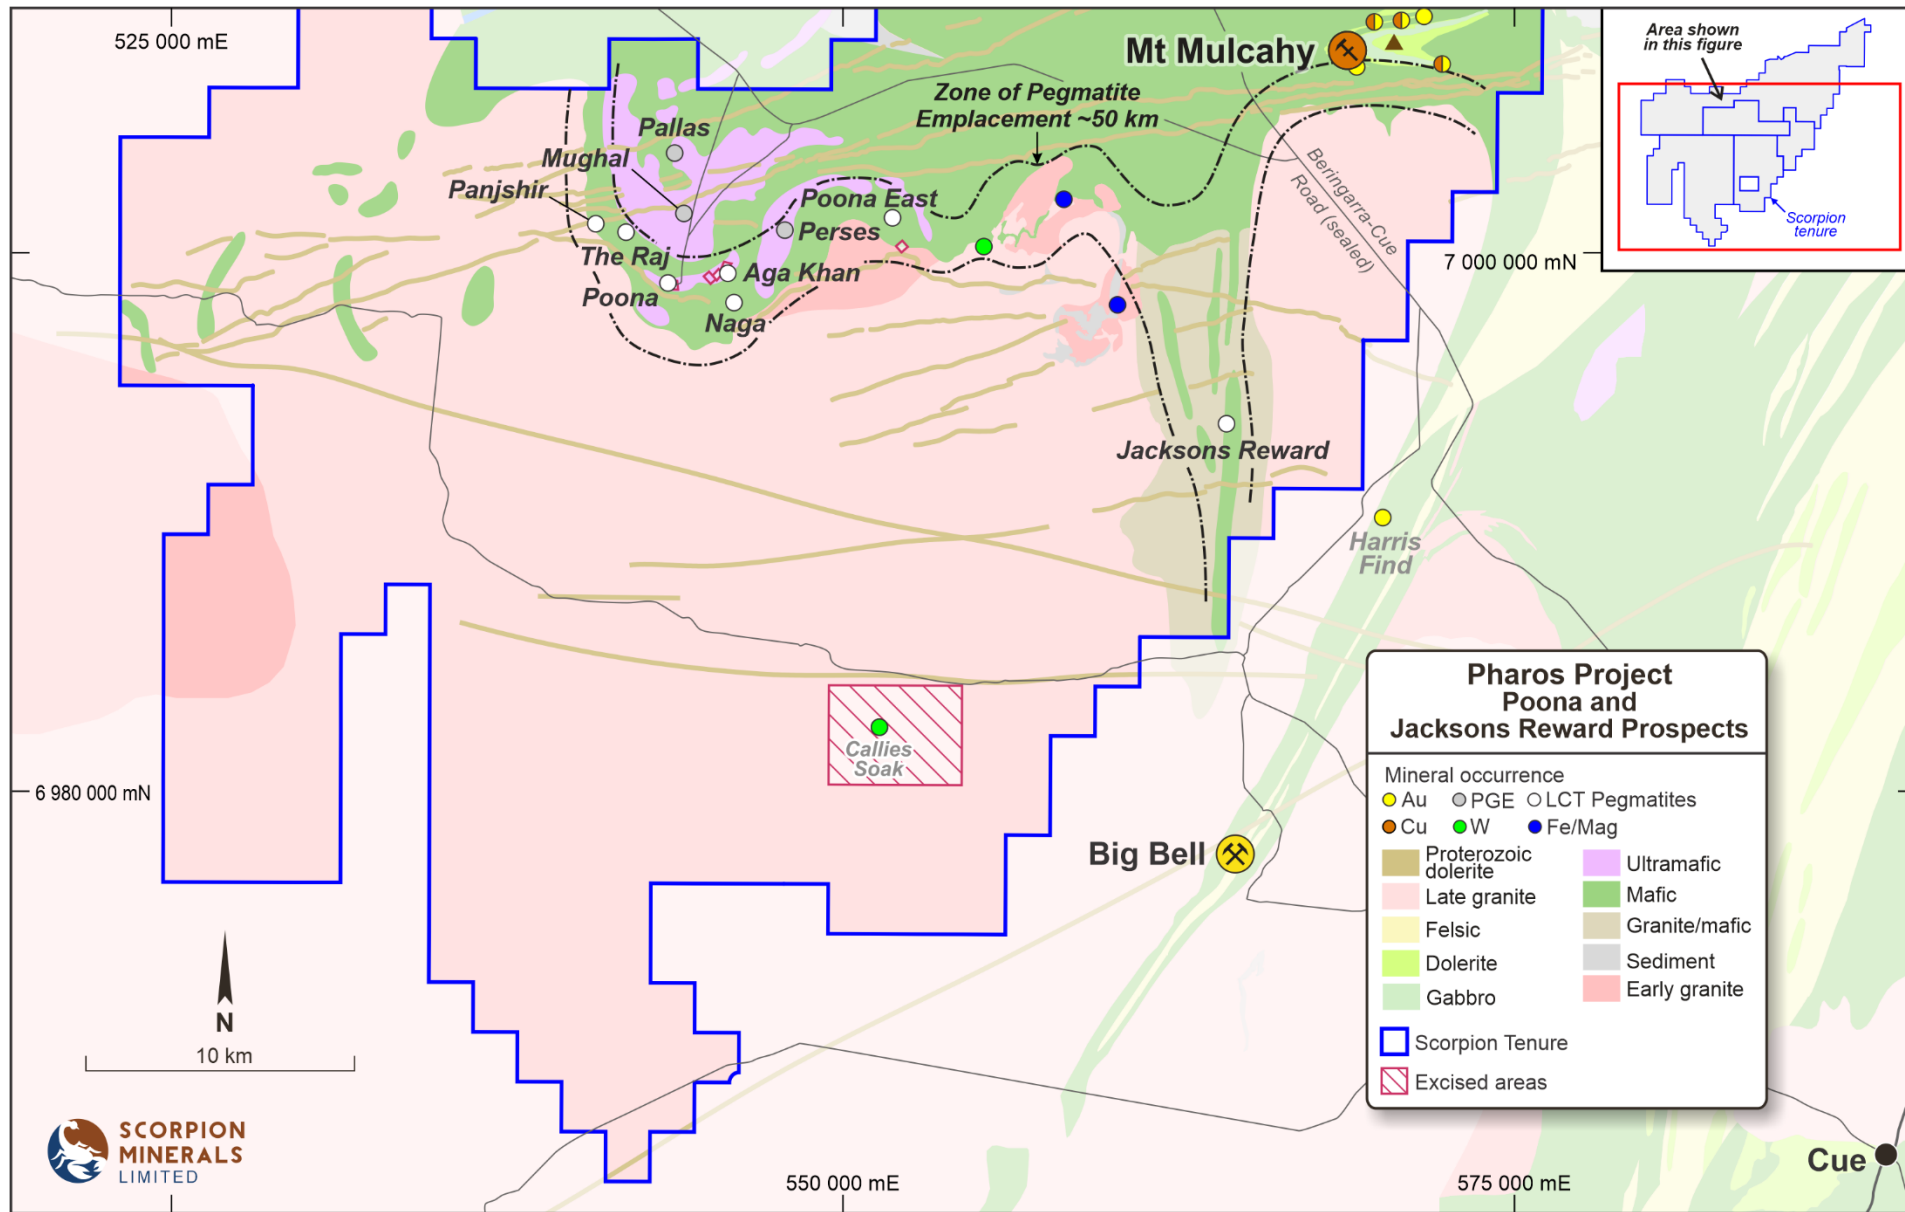 525 000 mE
Mt Mulcahy
Area shown
in this figure
Scorpion
tenure
Zone of Pegmatite
Emplacement ~50 km
Pallas
Mughal
Panjshir
Poona East
Perses
The Raj
Aga Khan
Poona
Naga
Beringarra-Cue
Road (sealed)
7 000 000 mN
Jacksons Reward
Harris
Find
Callies
Soak
6 980 000 mN
Big Bell
N
10 km
SCORPION
MINERALS
LIMITED
550 000 mE
575 000 mE
Cue
Pharos Project
Poona and
Jacksons Reward Prospects
Mineral occurrence
Au PGE LCT Pegmatites
Cu W Fe/Mag
Proterozoic
dolerite
Late granite
Felsic
Dolerite
Gabbro
Ultramafic
Mafic
Granite/mafic
Sediment
Early granite
Scorpion Tenure
Excised areas